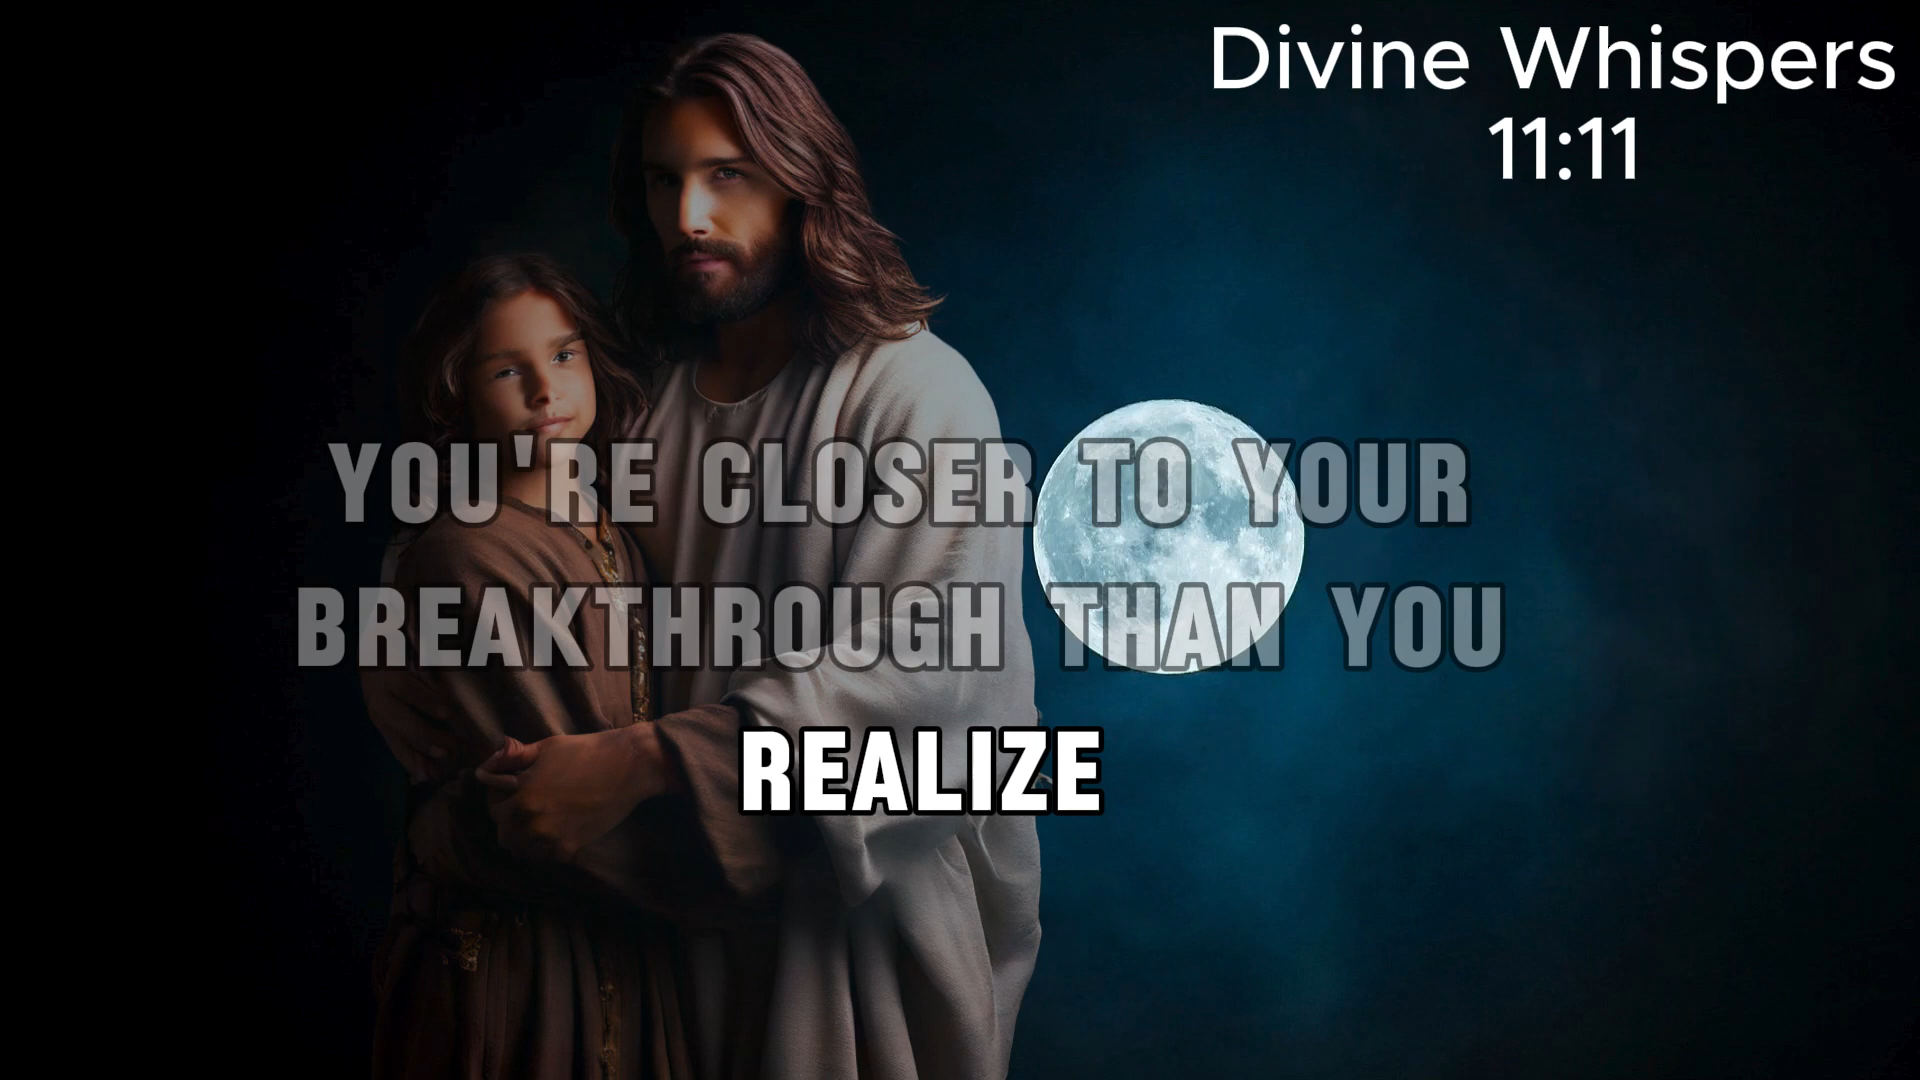 Divine Whispers
11:11
YOU'RE CLOSER TO YOUR
BREAKTHROUGH THAN YOU
REALIZE